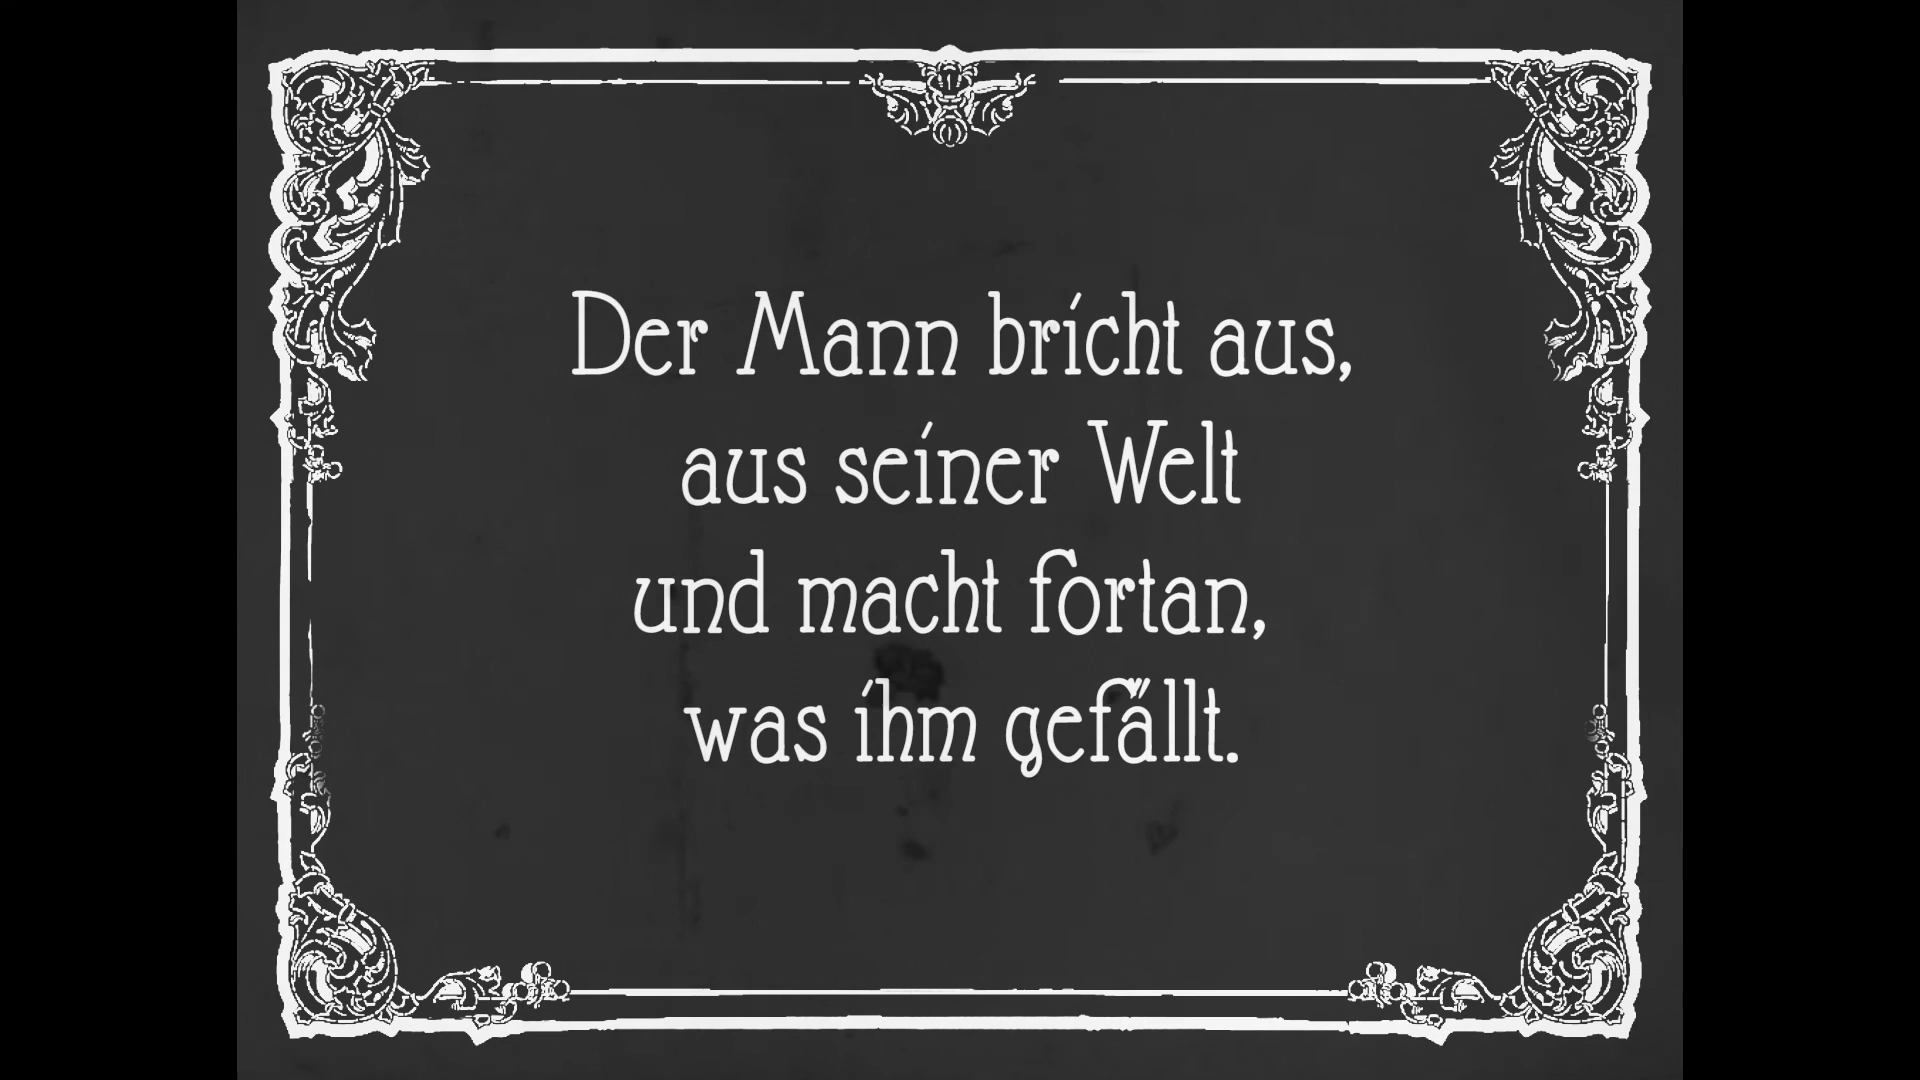 Der Mann bricht aus,
aus seiner Welt
und macht fortan,
was ihm gefällt.